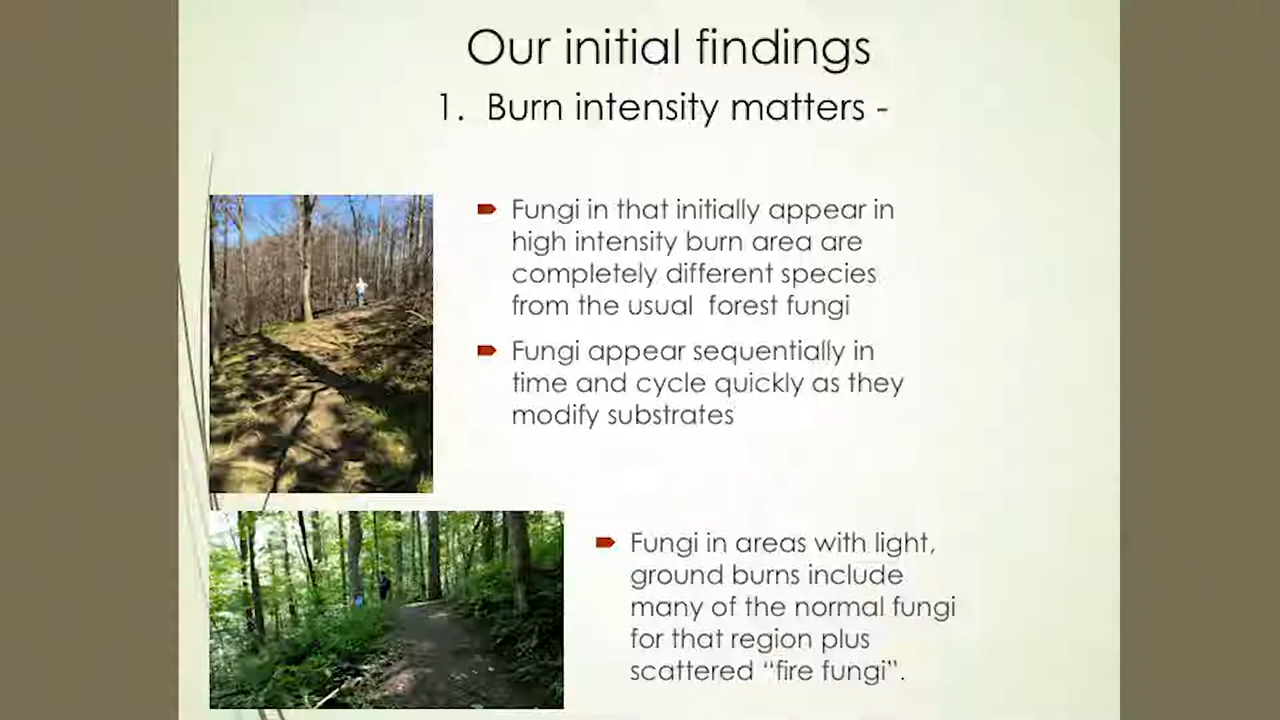 Our initial findings
1. Burn intensity matters -
Fungi in that initially appear in
high intensity burn area are
completely different species
from the usual forest fungi
Fungi appear sequentially in
time and cycle quickly as they
modify substrates
Fungi in areas with light,
ground burns include
many of the normal fungi
for that region plus
scattered “fire fungi”.